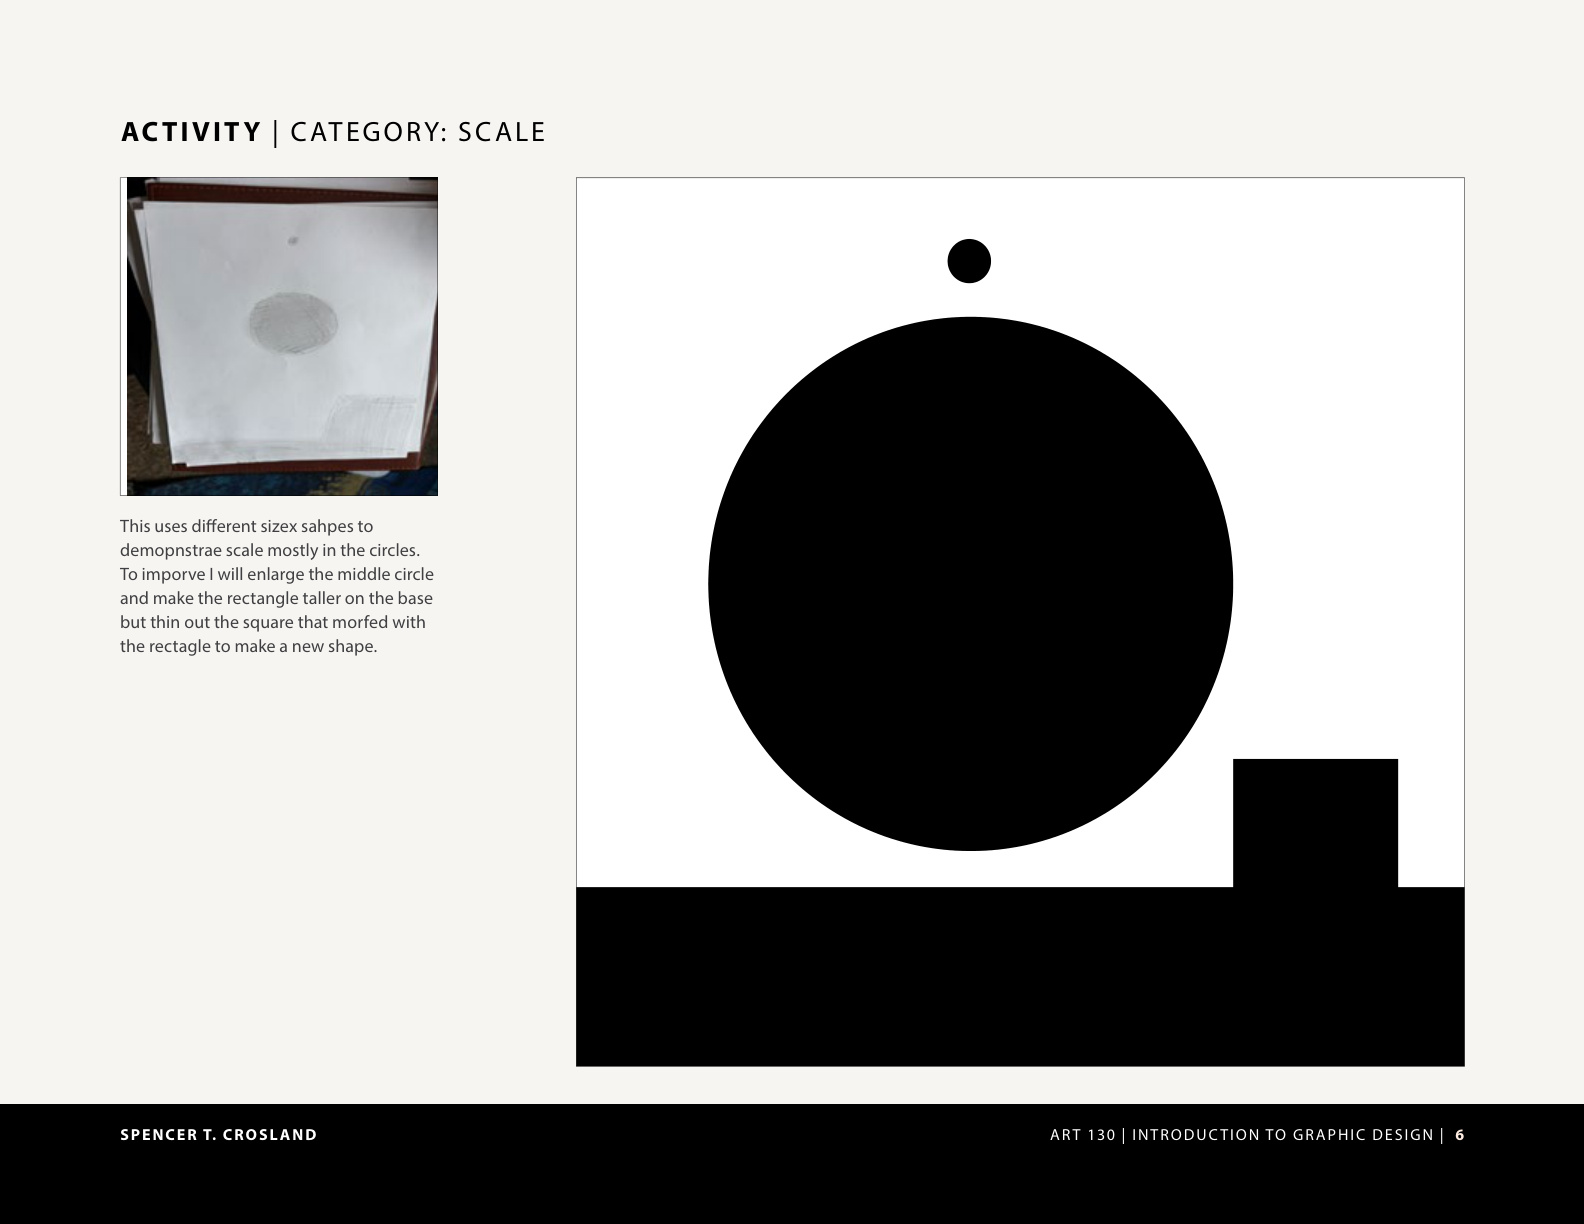 ACTIVITY | CATEGORY: SCALE
This uses different sizex sahpes to
demopnstrae scale mostly in the circles.
To imporve I will enlarge the middle circle
and make the rectangle taller on the base
but thin out the square that morfed with
the rectagle to make a new shape.
SPENCER T. CROSLAND
ART 130 | INTRODUCTION TO GRAPHIC DESIGN | 6